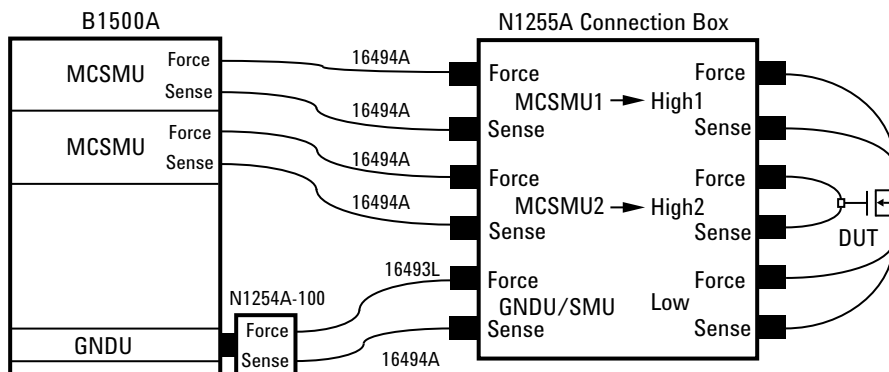 B1500A
N1255A Connection Box
MCSMU
Force
Sense
MCSMU
Force
Sense
16494A
16494A
16494A
16494A
Force
MCSMU1 → High1
Sense
Force
Sense
Force
MCSMU2 → High2
Sense
Force
Sense
DUT
GNDU
N1254A-100
Force
Sense
16493L
16494A
Force
GNDU/SMU
Sense
Low
Force
Sense